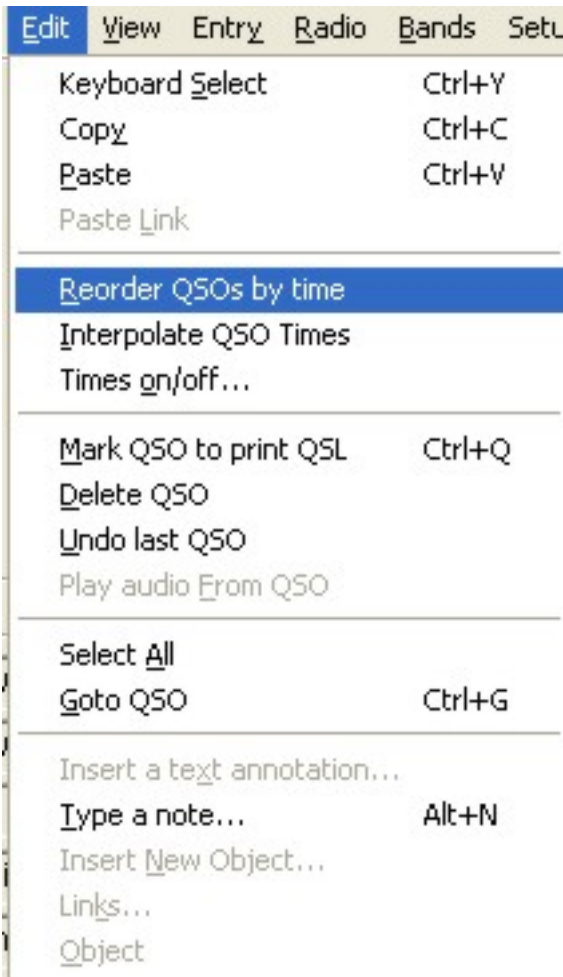 Edit View Entry Radio Bands Setu
Keyboard Select Ctrl+Y
Copy Ctrl+C
Paste Ctrl+V
Paste Link
Reorder QSOs by time
Interpolate QSO Times
Times on/off...
Mark QSO to print QSL Ctrl+Q
Delete QSO
Undo last QSO
Play audio From QSO
Select All
Goto QSO Ctrl+G
Insert a text annotation...
Type a note... Alt+N
Insert New Object...
Links...
Object